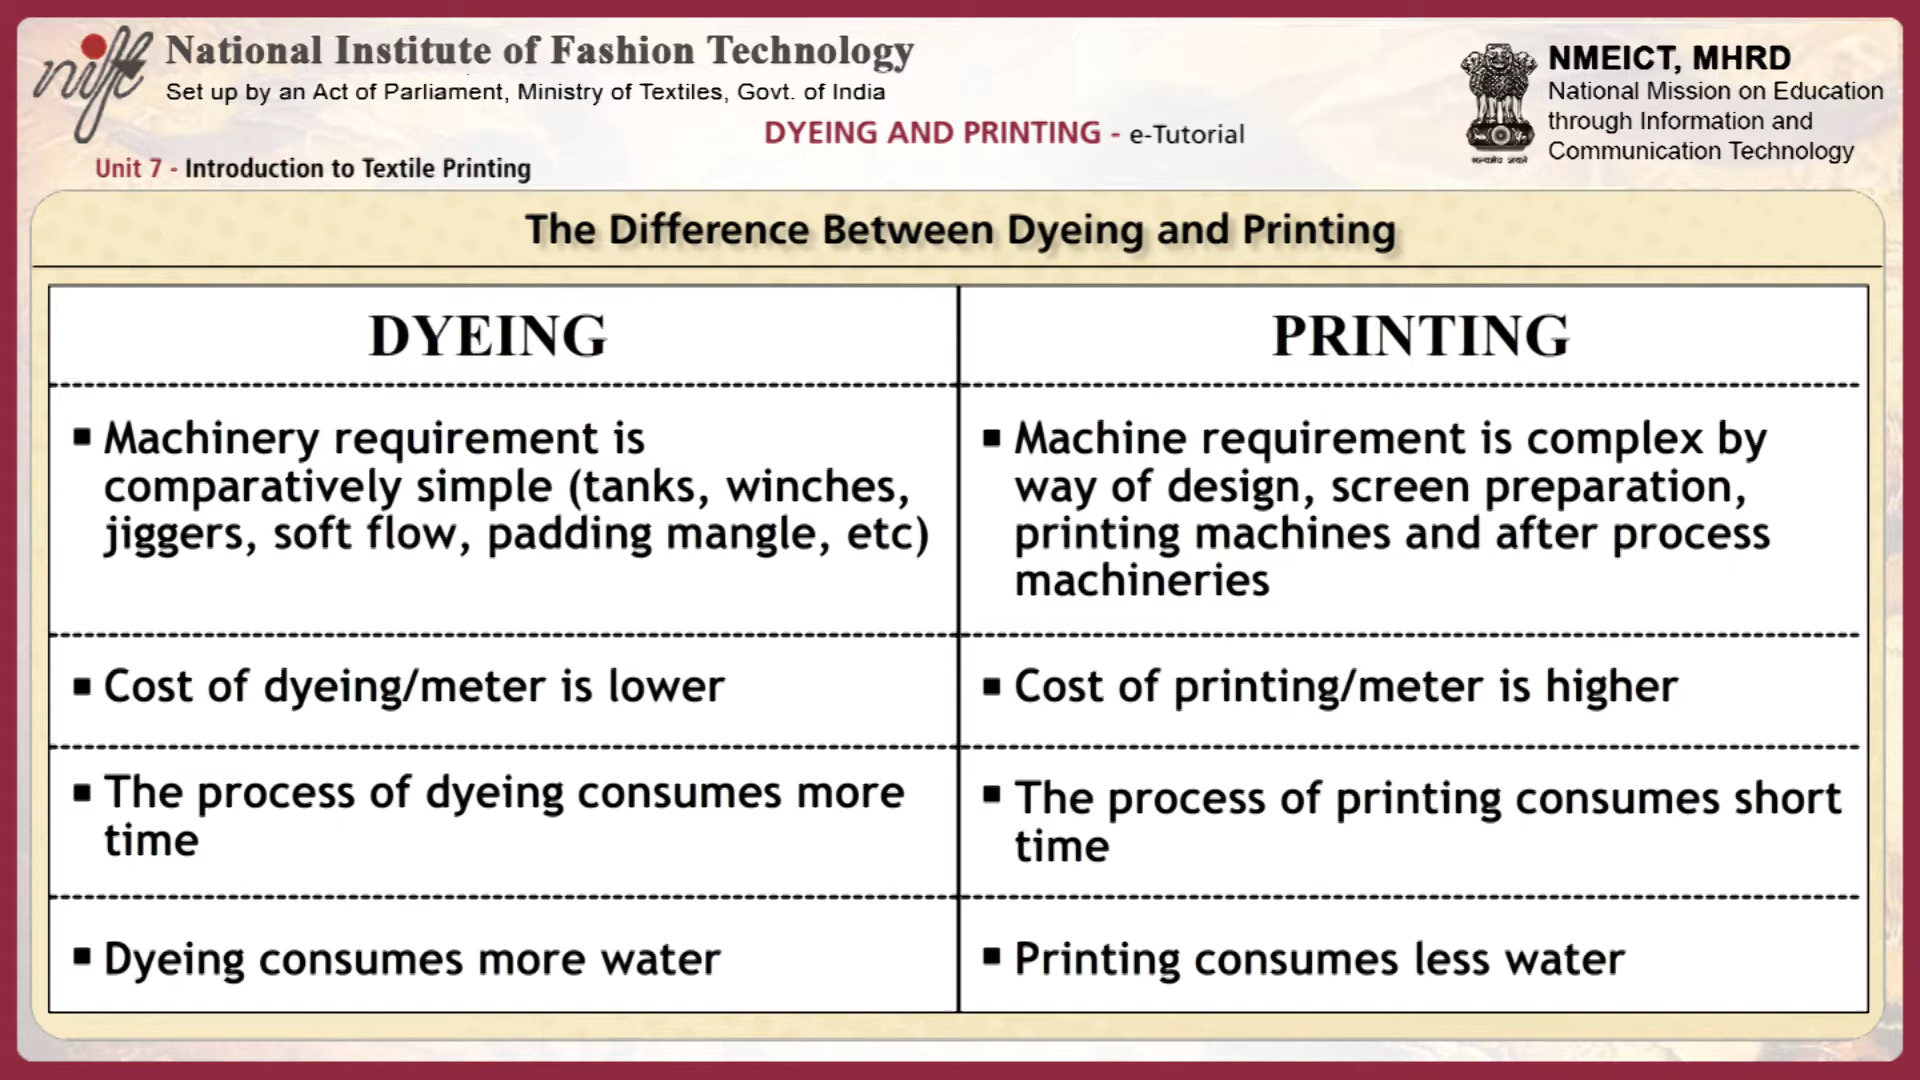 nift
National Institute of Fashion Technology
Set up by an Act of Parliament, Ministry of Textiles, Govt. of India
NMEICT, MHRD
National Mission on Education
through Information and
Communication Technology
सत्यमेव जयते
DYEING AND PRINTING - e-Tutorial
Unit 7 - Introduction to Textile Printing
The Difference Between Dyeing and Printing
DYEING
PRINTING
▪ Machinery requirement is
comparatively simple (tanks, winches,
jiggers, soft flow, padding mangle, etc)
▪ Machine requirement is complex by
way of design, screen preparation,
printing machines and after process
machineries
▪ Cost of dyeing/meter is lower
▪ Cost of printing/meter is higher
▪ The process of dyeing consumes more
time
▪ The process of printing consumes short
time
▪ Dyeing consumes more water
▪ Printing consumes less water